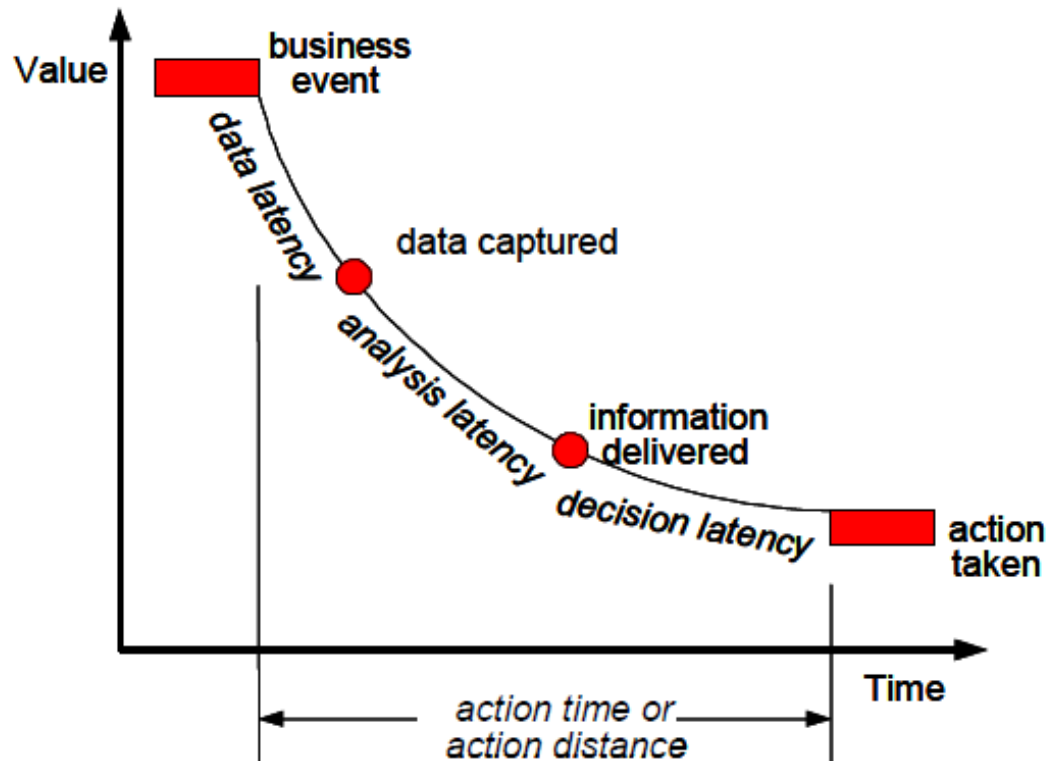 Value
business
event
data latency
data captured
analysis latency
information
delivered
decision latency
action
taken
Time
action time or
action distance